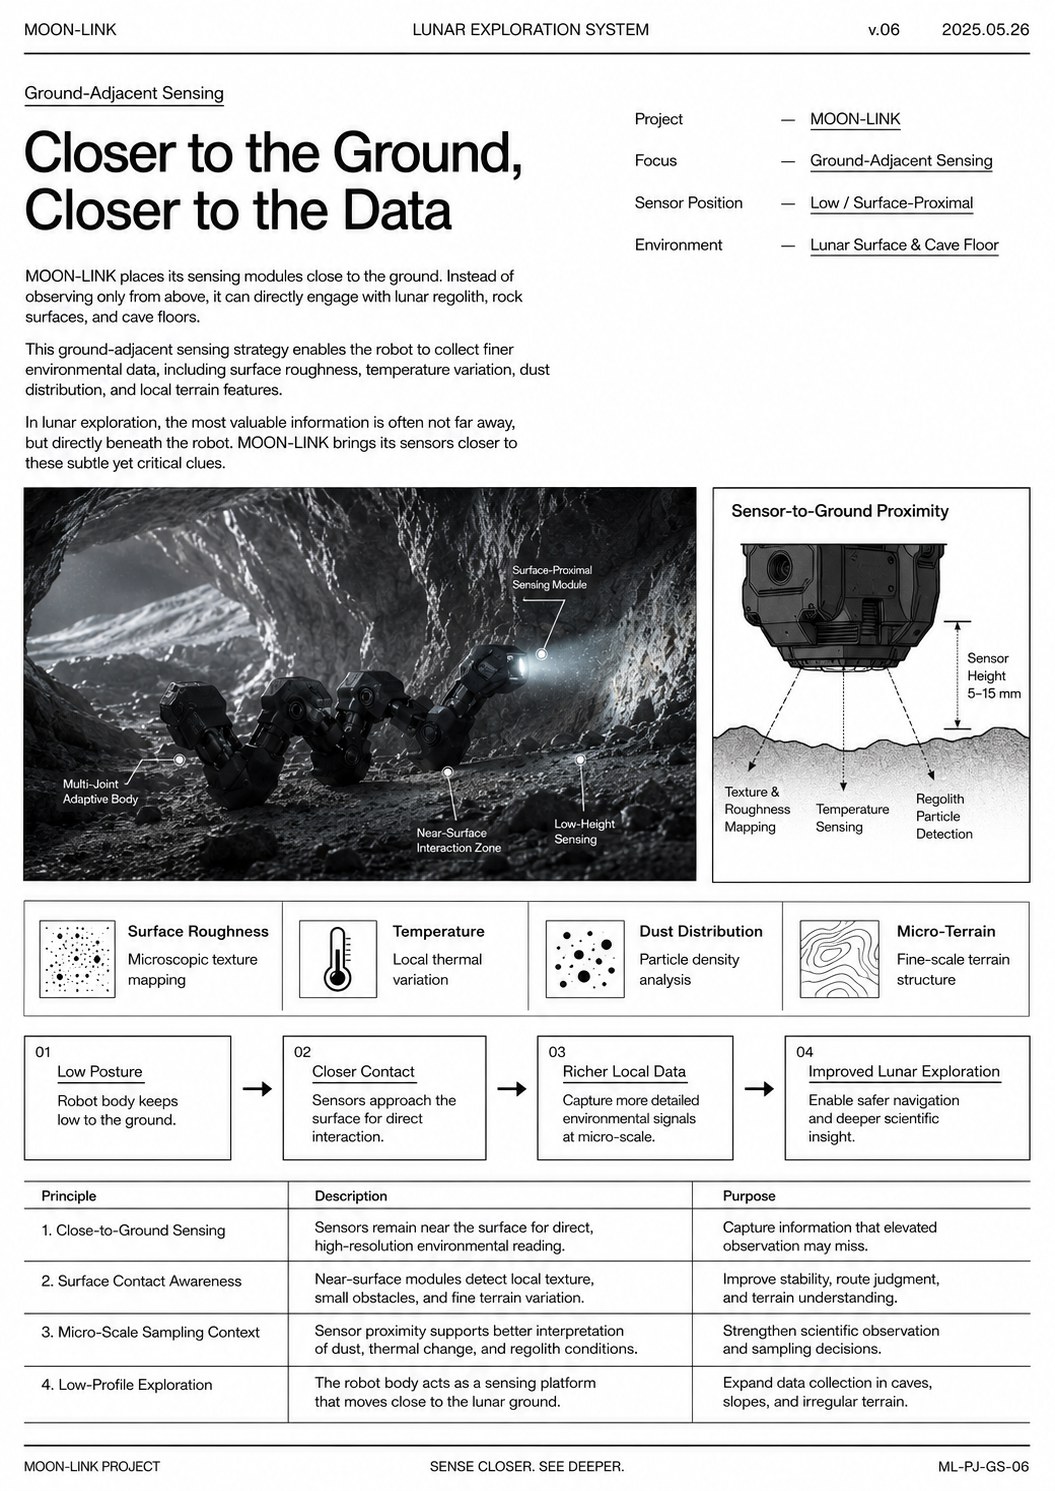 MOON-LINK
LUNAR EXPLORATION SYSTEM
v.06
2025.05.26
Ground-Adjacent Sensing
Closer to the Ground,
Closer to the Data
MOON-LINK places its sensing modules close to the ground. Instead of
observing only from above, it can directly engage with lunar regolith, rock
surfaces, and cave floors.
This ground-adjacent sensing strategy enables the robot to collect finer
environmental data, including surface roughness, temperature variation, dust
distribution, and local terrain features.
In lunar exploration, the most valuable information is often not far away,
but directly beneath the robot. MOON-LINK brings its sensors closer to
these subtle yet critical clues.
Project — MOON-LINK
Focus — Ground-Adjacent Sensing
Sensor Position — Low / Surface-Proximal
Environment — Lunar Surface & Cave Floor
Surface-Proximal
Sensing Module
Multi-Joint
Adaptive Body
Near-Surface
Interaction Zone
Low-Height
Sensing
Sensor-to-Ground Proximity
Sensor
Height
5–15 mm
Texture &
Roughness
Mapping
Temperature
Sensing
Regolith
Particle
Detection
Surface Roughness
Microscopic texture
mapping
Temperature
Local thermal
variation
Dust Distribution
Particle density
analysis
Micro-Terrain
Fine-scale terrain
structure
01
Low Posture
Robot body keeps
low to the ground.
02
Closer Contact
Sensors approach the
surface for direct
interaction.
03
Richer Local Data
Capture more detailed
environmental signals
at micro-scale.
04
Improved Lunar Exploration
Enable safer navigation
and deeper scientific
insight.
Principle
Description
Purpose
1. Close-to-Ground Sensing
Sensors remain near the surface for direct,
high-resolution environmental reading.
Capture information that elevated
observation may miss.
2. Surface Contact Awareness
Near-surface modules detect local texture,
small obstacles, and fine terrain variation.
Improve stability, route judgment,
and terrain understanding.
3. Micro-Scale Sampling Context
Sensor proximity supports better interpretation
of dust, thermal change, and regolith conditions.
Strengthen scientific observation
and sampling decisions.
4. Low-Profile Exploration
The robot body acts as a sensing platform
that moves close to the lunar ground.
Expand data collection in caves,
slopes, and irregular terrain.
MOON-LINK PROJECT
SENSE CLOSER. SEE DEEPER.
ML-PJ-GS-06